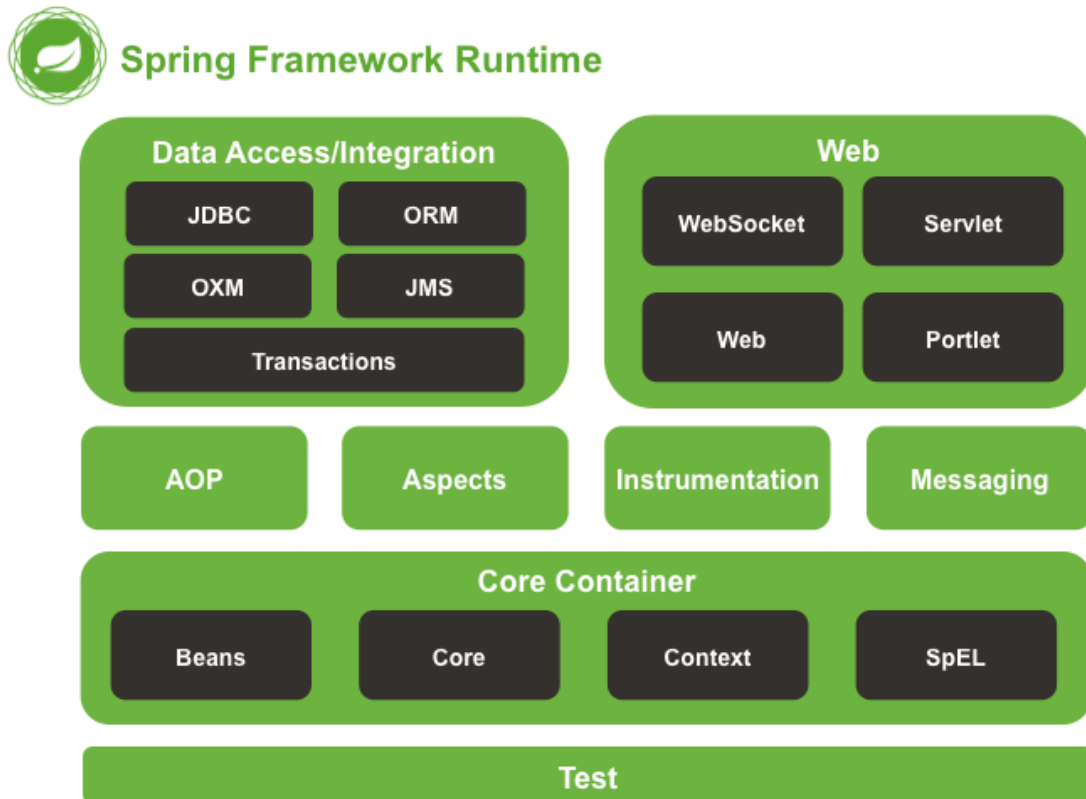 Spring Framework Runtime
Data Access/Integration
JDBC
ORM
OXM
JMS
Transactions
Web
WebSocket
Servlet
Web
Portlet
AOP
Aspects
Instrumentation
Messaging
Core Container
Beans
Core
Context
SpEL
Test